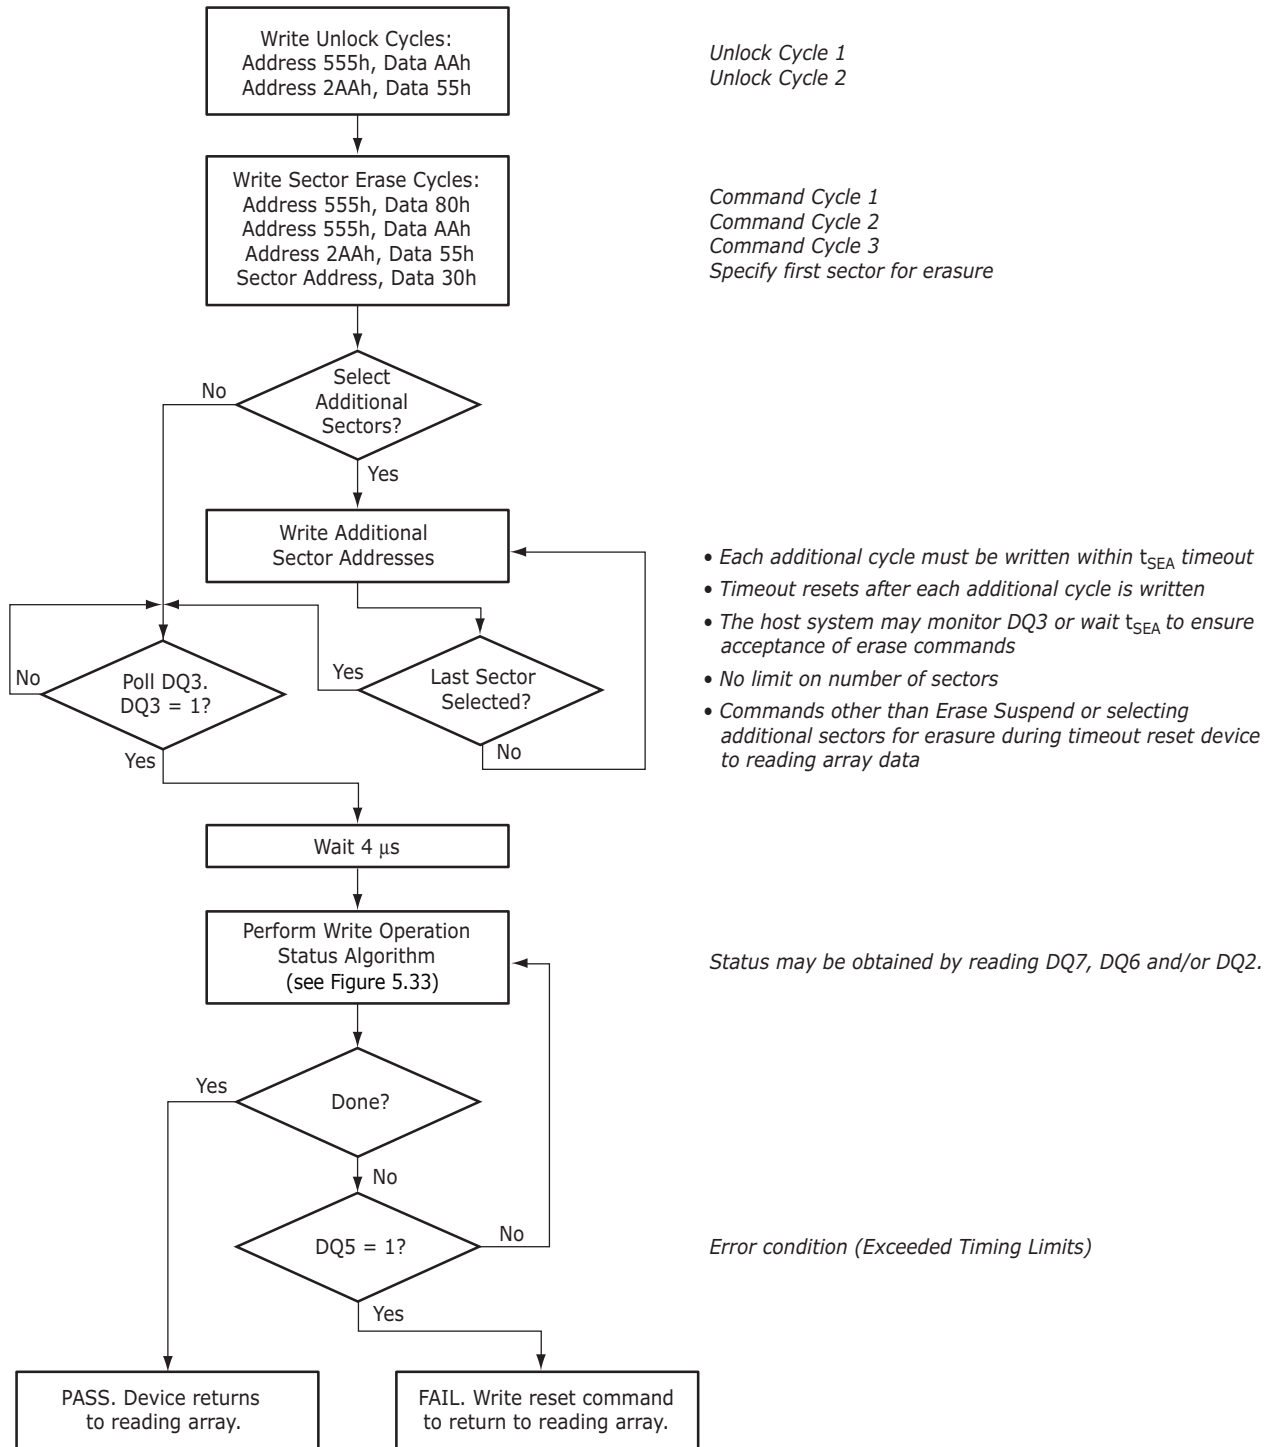 Write Unlock Cycles:
Address 555h, Data AAh
Address 2AAh, Data 55h
Unlock Cycle 1
Unlock Cycle 2
Write Sector Erase Cycles:
Address 555h, Data 80h
Address 555h, Data AAh
Address 2AAh, Data 55h
Sector Address, Data 30h
Command Cycle 1
Command Cycle 2
Command Cycle 3
Specify first sector for erasure
No
Select
Additional
Sectors?
Yes
Write Additional
Sector Addresses
• Each additional cycle must be written within tSEA timeout
• Timeout resets after each additional cycle is written
• The host system may monitor DQ3 or wait tSEA to ensure
acceptance of erase commands
• No limit on number of sectors
• Commands other than Erase Suspend or selecting
additional sectors for erasure during timeout reset device
to reading array data
No
Poll DQ3.
DQ3 = 1?
Yes
Yes
Last Sector
Selected?
No
Wait 4 μs
Perform Write Operation
Status Algorithm
(see Figure 5.33)
Status may be obtained by reading DQ7, DQ6 and/or DQ2.
Yes
Done?
No
DQ5 = 1?
No
Error condition (Exceeded Timing Limits)
Yes
PASS. Device returns
to reading array.
FAIL. Write reset command
to return to reading array.